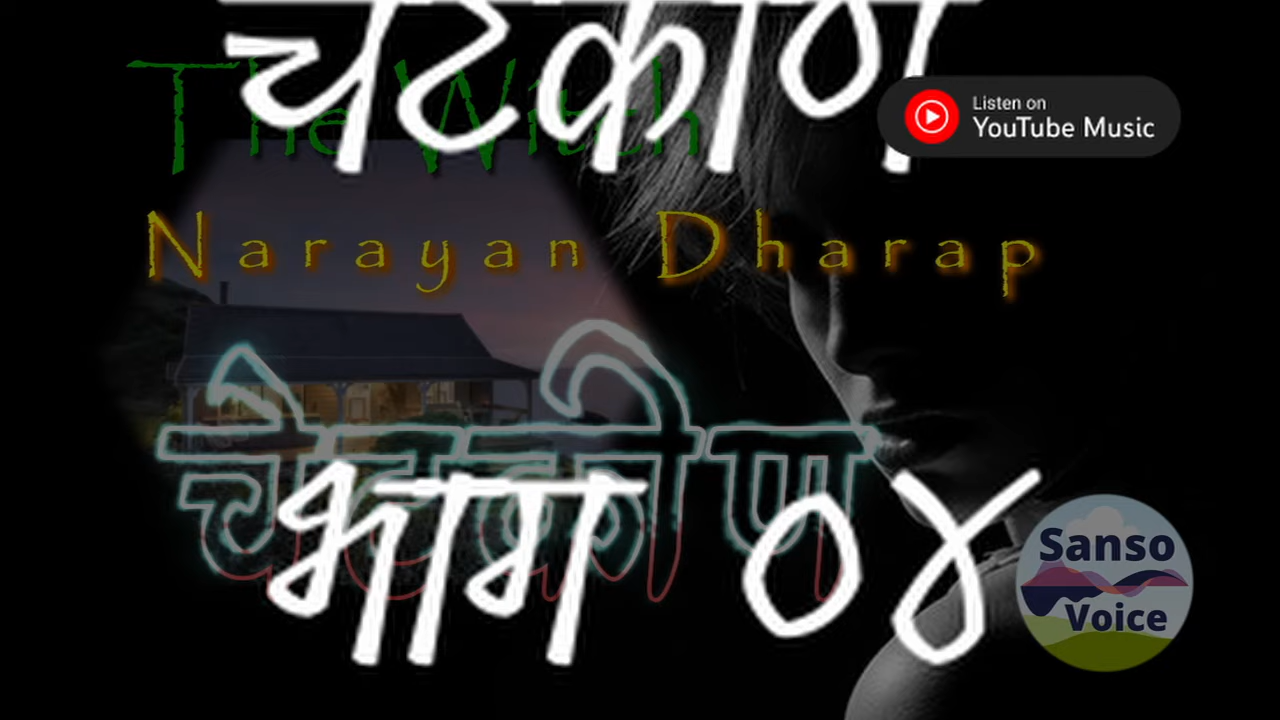 चेटकीण
The Witch
Listen on
YouTube Music
Narayan Dharap
चेटकीण
भाग ०४
Sanso
Voice